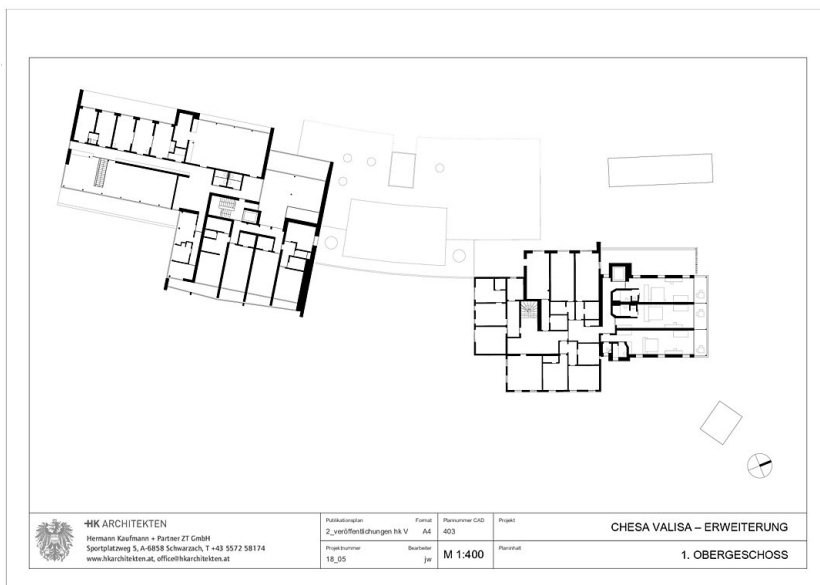 HK ARCHITEKTEN
Hermann Kaufmann + Partner ZT GmbH
Sportplatzweg 5, A-6858 Schwarzach, T +43 5572 58174
www.hkarchitekten.at, office@hkarchitekten.at
Publikationsplan Format
2_veröffentlichungen hk V A4
Projektnummer Bearbeiter
18_05 jw
Plannummer CAD
403
M 1:400
Projekt
CHESA VALISA – ERWEITERUNG
Planinhalt
1. OBERGESCHOSS